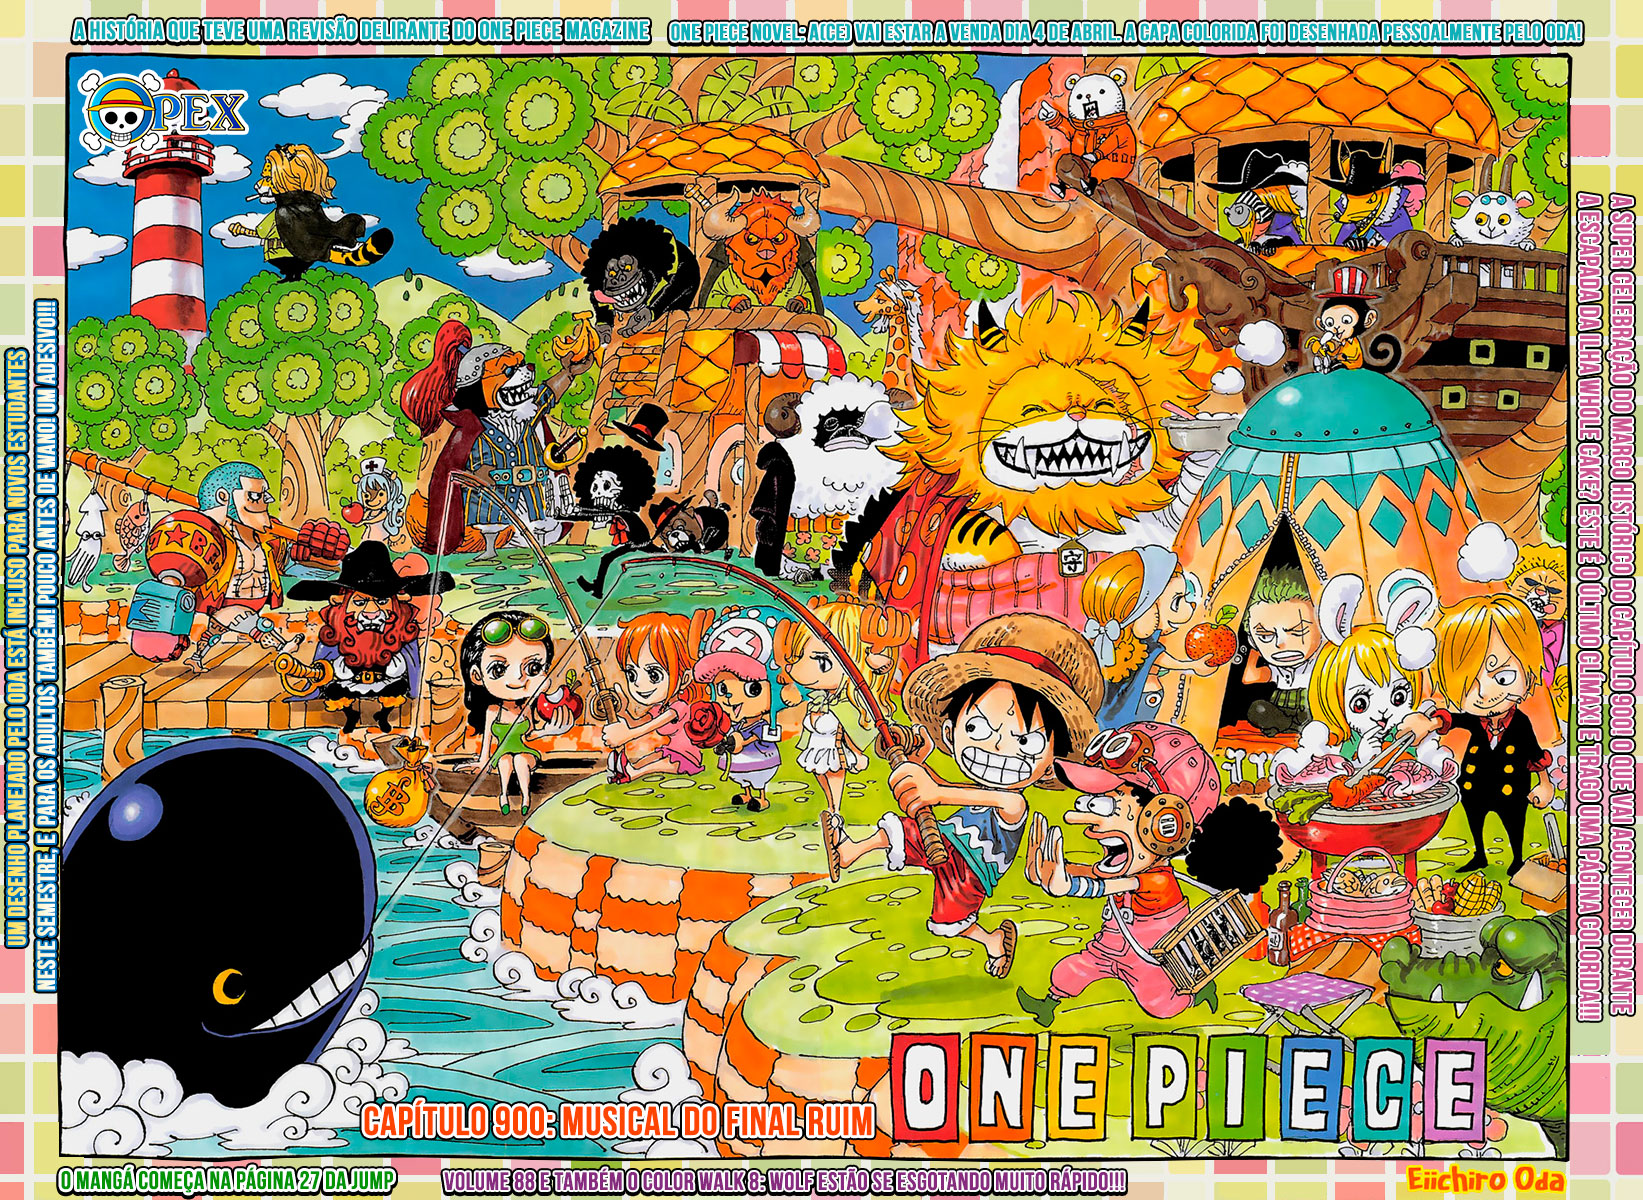 A HISTÓRIA QUE TEVE UMA REVISÃO DELIRANTE DO ONE PIECE MAGAZINE
ONE PIECE NOVEL: A(CE) VAI ESTAR A VENDA DIA 4 DE ABRIL. A CAPA COLORIDA FOI DESENHADA PESSOALMENTE PELO ODA!
OPEX
UM DESENHO PLANEJADO PELO ODA ESTÁ INCLUSO PARA NOVOS ESTUDANTES
NESTE SEMESTRE, E PARA OS ADULTOS TAMBÉM! POUCO ANTES DE WANO! UM ADESIVO!!!
A SUPER CELEBRAÇÃO DO MARCO HISTÓRICO DO CAPÍTULO 900! O QUE VAI ACONTECER DURANTE
A ESCAPADA DA ILHA WHOLE CAKE? ESTE É O ÚLTIMO CLÍMAX! E TRAGO UMA PÁGINA COLORIDA!!!
守
ONE PIECE
CAPÍTULO 900: MUSICAL DO FINAL RUIM
O MANGÁ COMEÇA NA PÁGINA 27 DA JUMP
VOLUME 88 E TAMBÉM O COLOR WALK 8: WOLF ESTÃO SE ESGOTANDO MUITO RÁPIDO!!!
Eiichiro Oda